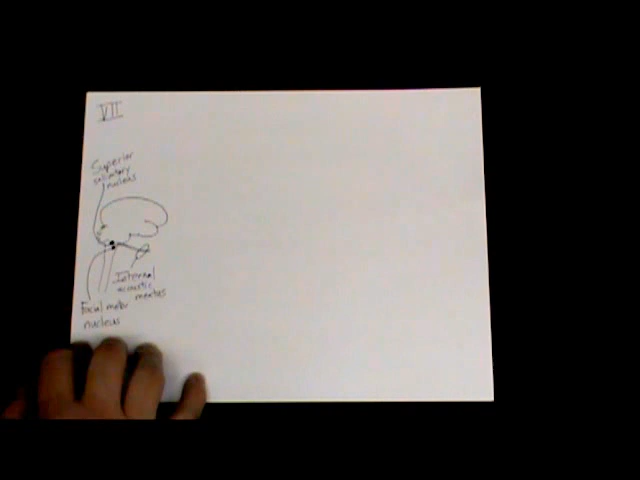 VII
Superior
salivatory
nucleus
Internal
acoustic
meatus
Facial motor
nucleus